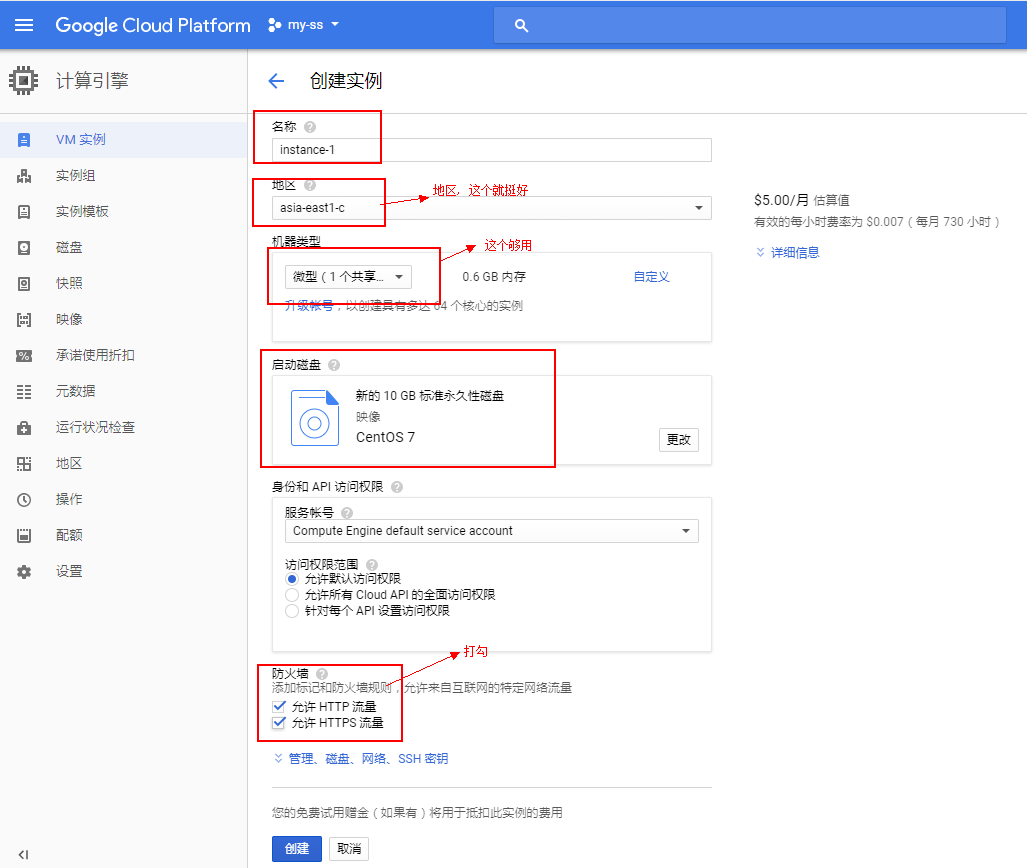 Google Cloud Platform my-ss
计算引擎
创建实例
VM 实例
实例组
实例模板
磁盘
快照
映像
承诺使用折扣
元数据
运行状况检查
地区
操作
配额
设置
名称
instance-1
地区
地区，这个就挺好
asia-east1-c
机器类型
这个够用
微型（1 个共享...
0.6 GB 内存
自定义
升级帐号，以创建具有多达 64 个核心的实例
启动磁盘
新的 10 GB 标准永久性磁盘
映像
CentOS 7
更改
身份和 API 访问权限
服务帐号
Compute Engine default service account
访问权限范围
允许默认访问权限
允许所有 Cloud API 的全面访问权限
针对每个 API 设置访问权限
打勾
防火墙
添加标记和防火墙规则，允许来自互联网的特定网络流量
允许 HTTP 流量
允许 HTTPS 流量
管理、磁盘、网络、SSH 密钥
您的免费试用赠金（如果有）将用于抵扣此实例的费用
创建
取消
$5.00/月 估算值
有效的每小时费率为 $0.007（每月 730 小时）
详细信息